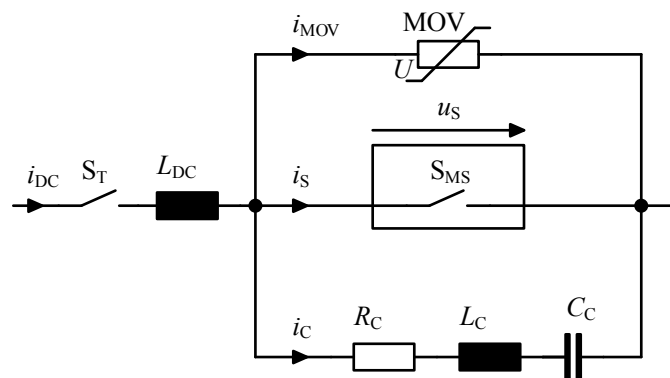 i_MOV MOV
U
u_S
i_DC S_T L_DC i_S S_MS
i_C R_C L_C C_C